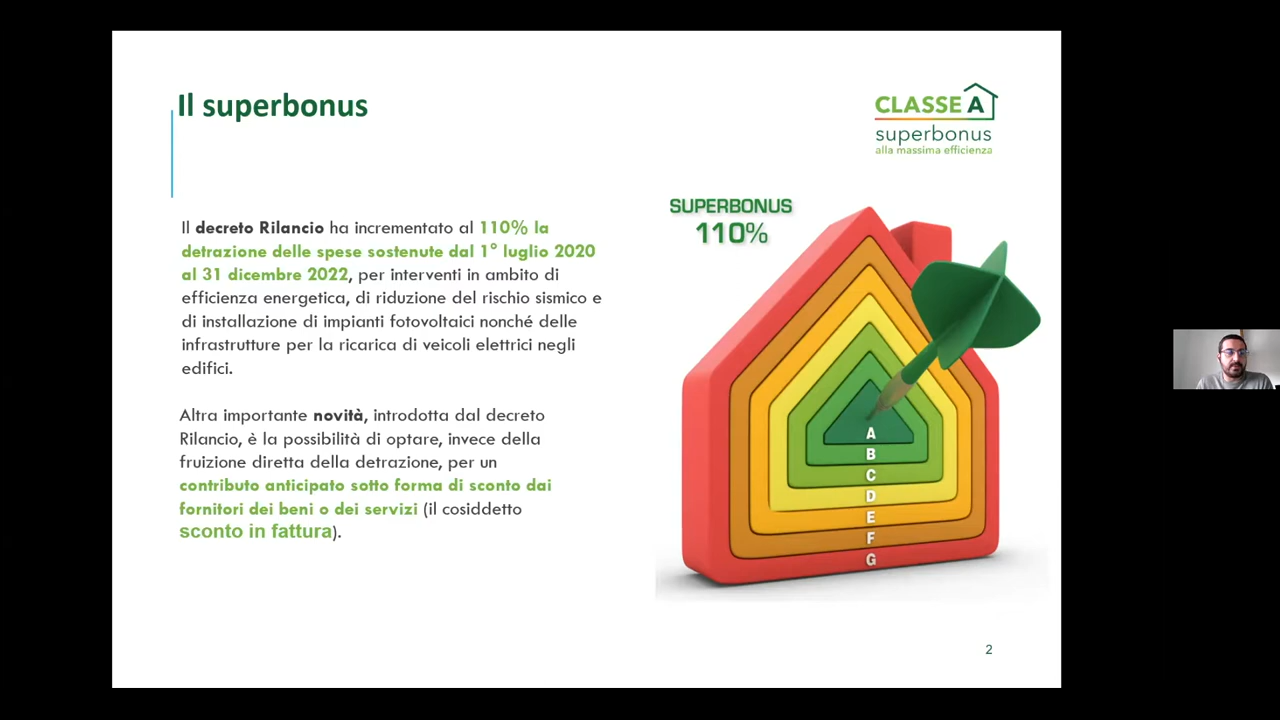 Il superbonus
CLASSE A
superbonus
alla massima efficienza
Il decreto Rilancio ha incrementato al 110% la
detrazione delle spese sostenute dal 1° luglio 2020
al 31 dicembre 2022, per interventi in ambito di
efficienza energetica, di riduzione del rischio sismico e
di installazione di impianti fotovoltaici nonché delle
infrastrutture per la ricarica di veicoli elettrici negli
edifici.
Altra importante novità, introdotta dal decreto
Rilancio, è la possibilità di optare, invece della
fruizione diretta della detrazione, per un
contributo anticipato sotto forma di sconto dai
fornitori dei beni o dei servizi (il cosiddetto
sconto in fattura).
SUPERBONUS
110%
A
B
C
D
E
F
G
2